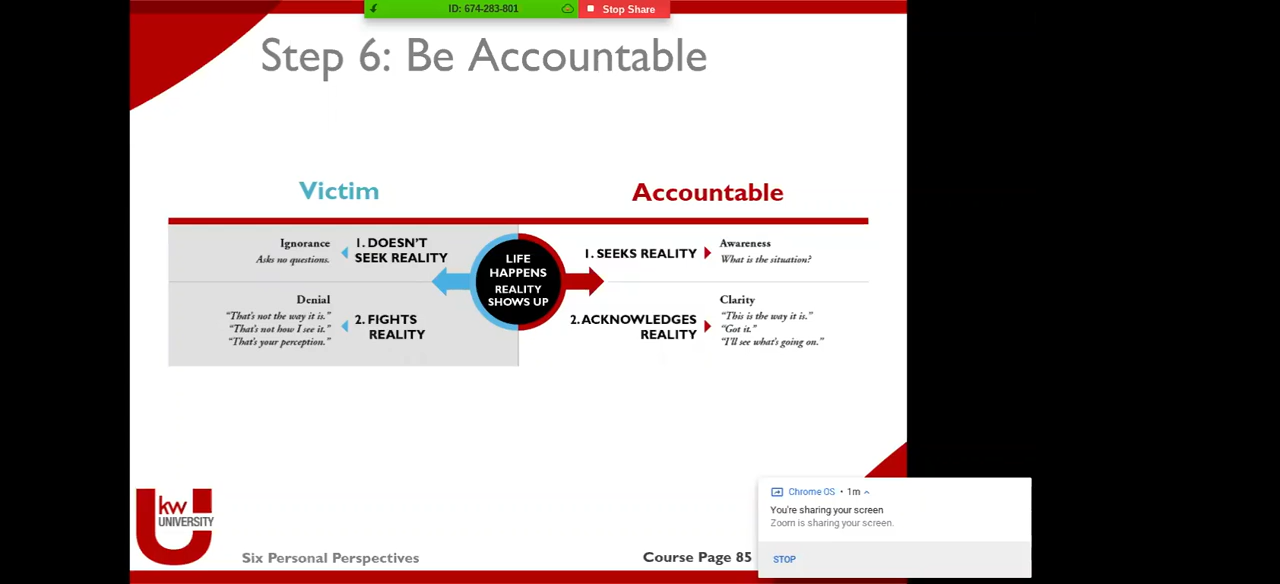 ID: 674-283-801
Stop Share
Step 6: Be Accountable
Victim
Accountable
Ignorance
Asks no questions.
1. DOESN'T
SEEK REALITY
Denial
"That's not the way it is."
"That's not how I see it."
"That's your perception."
2. FIGHTS
REALITY
LIFE
HAPPENS
REALITY
SHOWS UP
1. SEEKS REALITY
Awareness
What is the situation?
2. ACKNOWLEDGES
REALITY
Clarity
"This is the way it is."
"Got it."
"I'll see what's going on."
kw
UNIVERSITY
Six Personal Perspectives
Course Page 85
Chrome OS • 1m
You're sharing your screen
Zoom is sharing your screen.
STOP